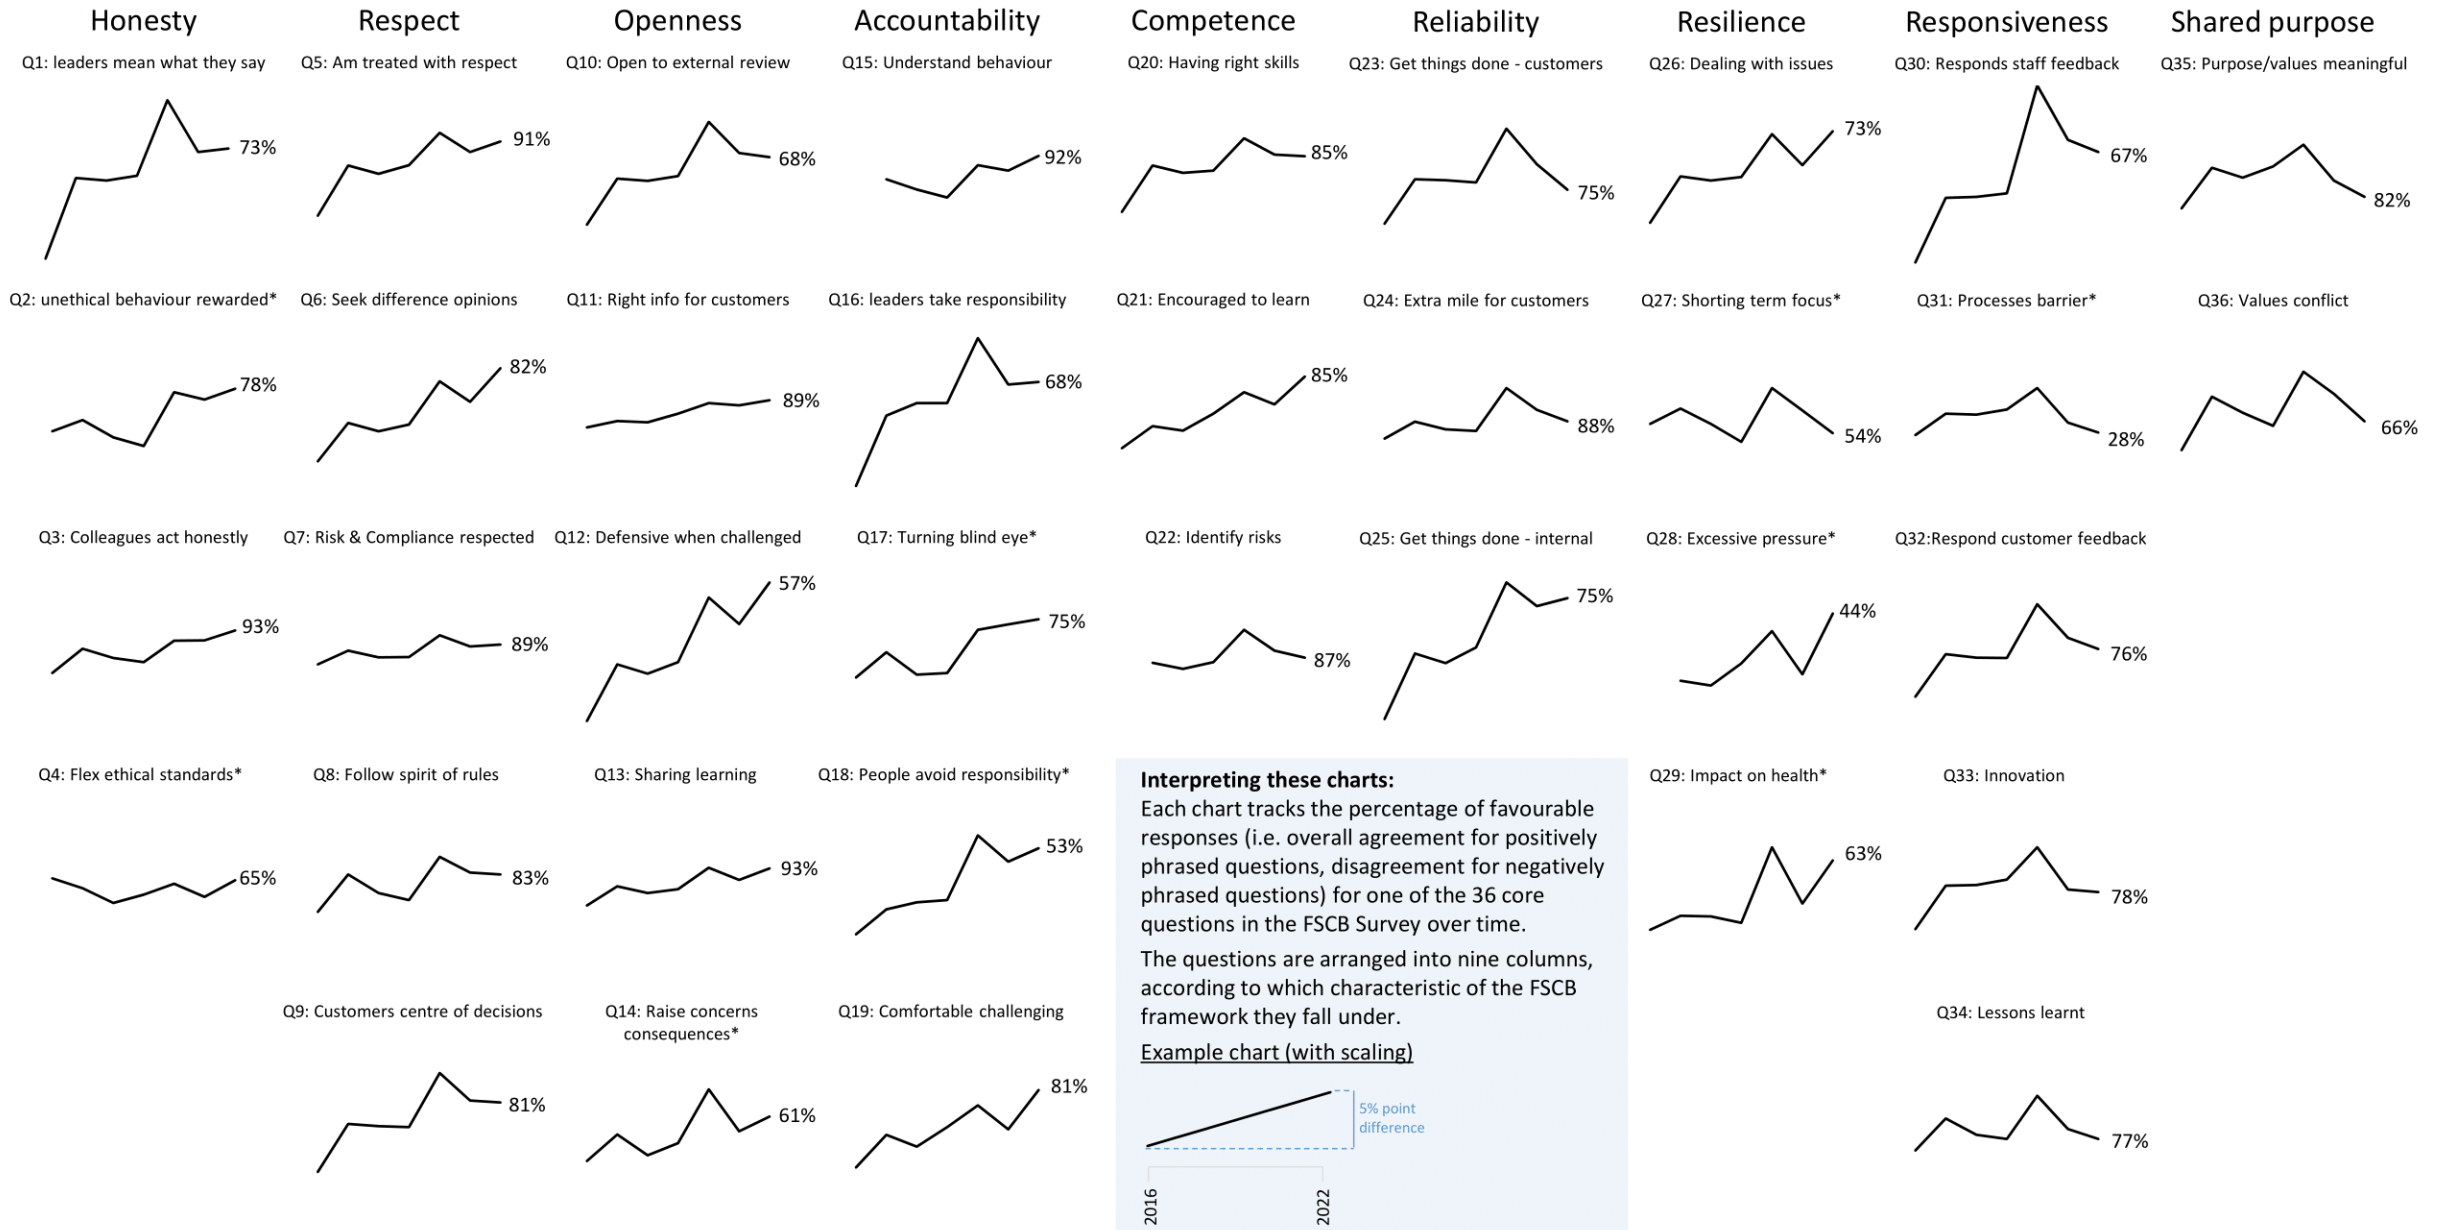 Honesty
Respect
Openness
Accountability
Competence
Reliability
Resilience
Responsiveness
Shared purpose
Q1: leaders mean what they say
Q5: Am treated with respect
Q10: Open to external review
Q15: Understand behaviour
Q20: Having right skills
Q23: Get things done - customers
Q26: Dealing with issues
Q30: Responds staff feedback
Q35: Purpose/values meaningful
73%
91%
68%
92%
85%
75%
73%
67%
82%
Q2: unethical behaviour rewarded*
Q6: Seek difference opinions
Q11: Right info for customers
Q16: leaders take responsibility
Q21: Encouraged to learn
Q24: Extra mile for customers
Q27: Shorting term focus*
Q31: Processes barrier*
Q36: Values conflict
78%
82%
89%
68%
85%
88%
54%
28%
66%
Q3: Colleagues act honestly
Q7: Risk & Compliance respected
Q12: Defensive when challenged
Q17: Turning blind eye*
Q22: Identify risks
Q25: Get things done - internal
Q28: Excessive pressure*
Q32:Respond customer feedback
93%
89%
57%
75%
87%
75%
44%
76%
Q4: Flex ethical standards*
Q8: Follow spirit of rules
Q13: Sharing learning
Q18: People avoid responsibility*
Q29: Impact on health*
Q33: Innovation
65%
83%
93%
53%
63%
78%
Q9: Customers centre of decisions
Q14: Raise concerns
consequences*
Q19: Comfortable challenging
Q34: Lessons learnt
81%
61%
81%
77%
Interpreting these charts:
Each chart tracks the percentage of favourable
responses (i.e. overall agreement for positively
phrased questions, disagreement for negatively
phrased questions) for one of the 36 core
questions in the FSCB Survey over time.
The questions are arranged into nine columns,
according to which characteristic of the FSCB
framework they fall under.
Example chart (with scaling)
5% point
difference
2016
2022